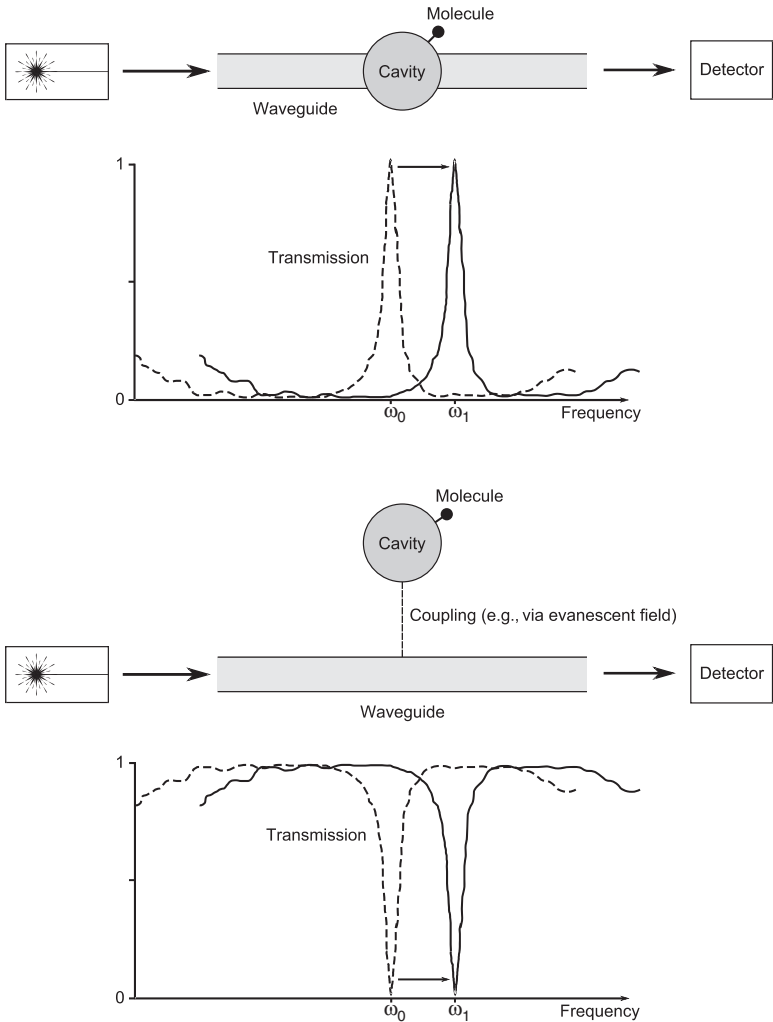 Molecule
Cavity
Detector
Waveguide
1
Transmission
0
ω0 ω1 Frequency
Molecule
Cavity
Coupling (e.g., via evanescent field)
Detector
Waveguide
1
Transmission
0
ω0 ω1 Frequency